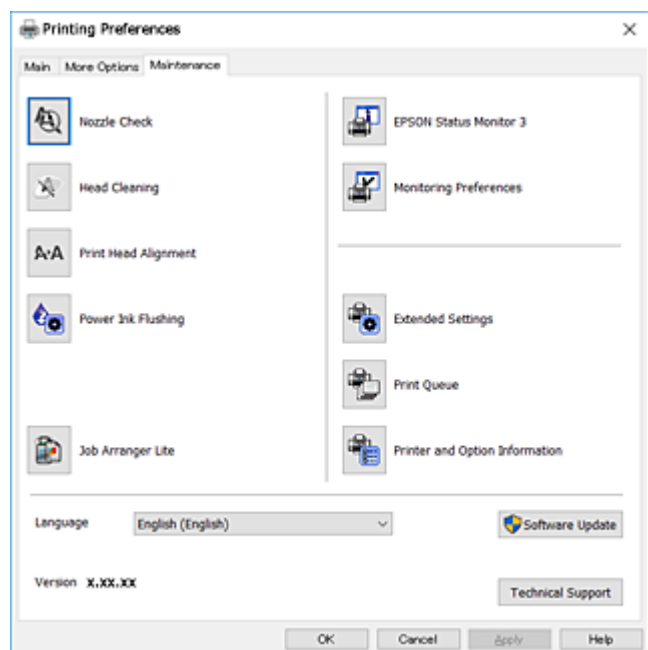 Printing Preferences
Main More Options Maintenance
Nozzle Check
EPSON Status Monitor 3
Head Cleaning
Monitoring Preferences
A·A
Print Head Alignment
Power Ink Flushing
Extended Settings
Print Queue
Job Arranger Lite
Printer and Option Information
Language English (English) Software Update
Version X.XX.XX
Technical Support
OK Cancel Apply Help